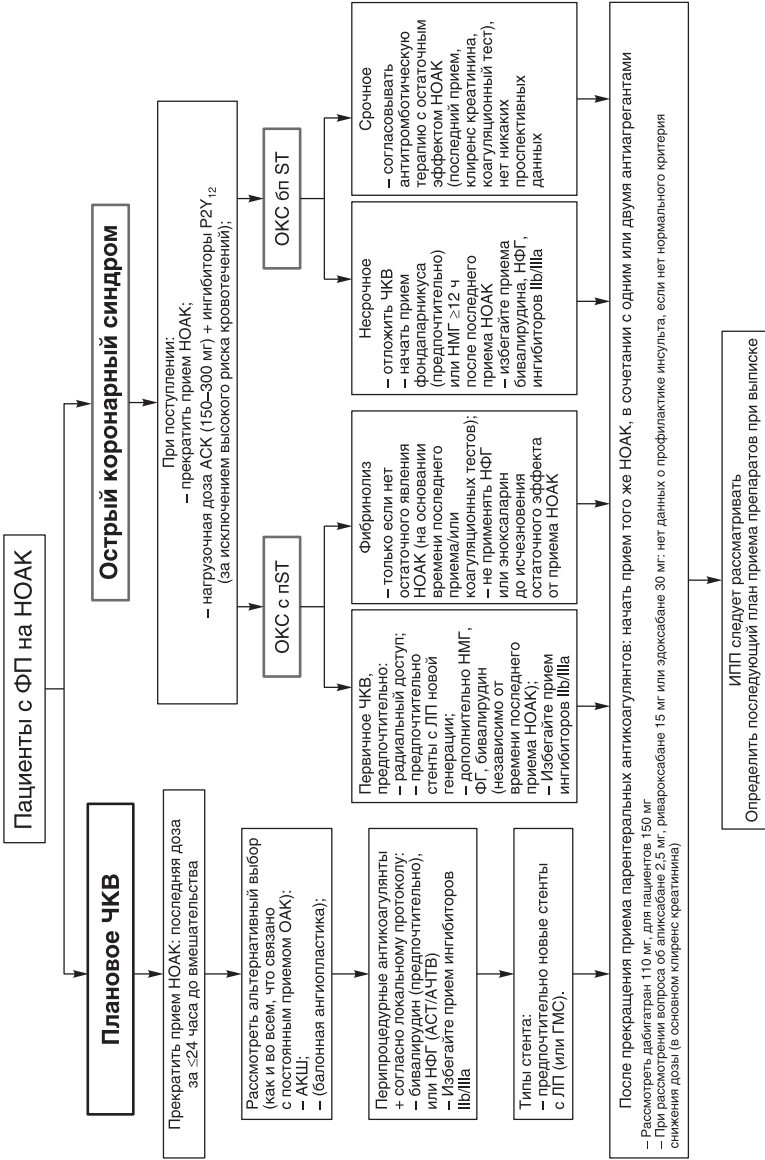 Пациенты с ФП на НОАК
Плановое ЧКВ
Прекратить прием НОАК: последняя доза
за ≤24 часа до вмешательства
Рассмотреть альтернативный выбор
(как и во всем, что связано
с постоянным приемом ОАК):
– АКШ;
– (балонная ангиопластика);
Перипроцедурные антикоагулянты
+ согласно локальному протоколу:
– бивалирудин (предпочтительно),
или НФГ (АСТ/АЧТВ)
– Избегайте прием ингибиторов
IIb/IIIa
Типы стента:
– предпочтительно новые стенты
с ЛП (или ГМС).
Острый коронарный синдром
При поступлении:
– прекратить прием НОАК;
– нагрузочная доза АСК (150–300 мг) + ингибиторы P2Y12
(за исключением высокого риска кровотечений);
ОКС с пST
Первичное ЧКВ,
предпочтительно:
– радиальный доступ;
– предпочтительно
стенты с ЛП новой
генерации;
– дополнительно НМГ,
ФГ, бивалирудин
(независимо от
времени последнего
приема НОАК);
– Избегайте прием
ингибиторов IIb/IIIa
Фибринолиз
– только если нет
остаточного явления
НОАК (на основании
времени последнего
приема/или
коагуляционных тестов);
– не применять НФГ
или эноксаларин
до исчезновения
остаточного эффекта
от приема НОАК
ОКС бп ST
Несрочное
– отложить ЧКВ
– начать прием
фондапарникуса
(предпочтительно)
или НМГ ≥12 ч
после последнего
приема НОАК
– избегайте приема
бивалирудина, НФГ,
ингибиторов IIb/IIIa
Срочное
– согласовывать
антитромботическую
терапию с остаточным
эффектом НОАК
(последний прием,
клиренс креатинина,
коагуляционный тест),
нет никаких
проспективных
данных
После прекращения приема парентеральных антикоагулянтов: начать прием того же НОАК, в сочетании с одним или двумя антиагрегантами
– Рассмотреть дабигатран 110 мг, для пациентов 150 мг
– При рассмотрении вопроса об апиксабане 2,5 мг, ривароксабане 15 мг или эдоксабане 30 мг: нет данных о профилактике инсульта, если нет нормального критерия
снижения дозы (в основном клиренс креатинина)
ИПП следует рассматривать
Определить последующий план приема препаратов при выписке